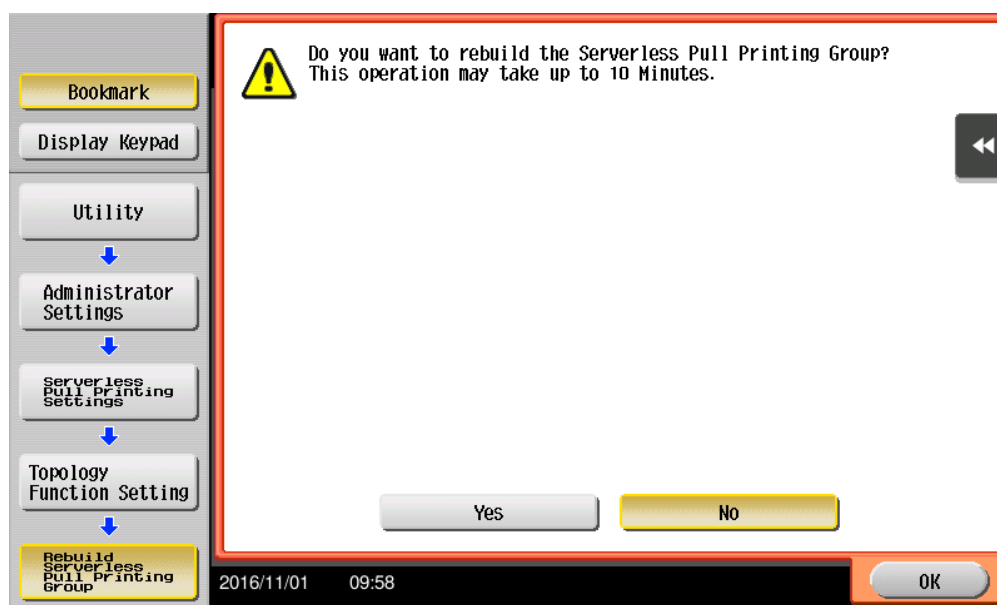 Bookmark
Display Keypad
Utility
Administrator
Settings
Serverless
Pull Printing
Settings
Topology
Function Setting
Rebuild
Serverless
Pull Printing
Group
Do you want to rebuild the Serverless Pull Printing Group?
This operation may take up to 10 Minutes.
Yes
No
2016/11/01 09:58
OK